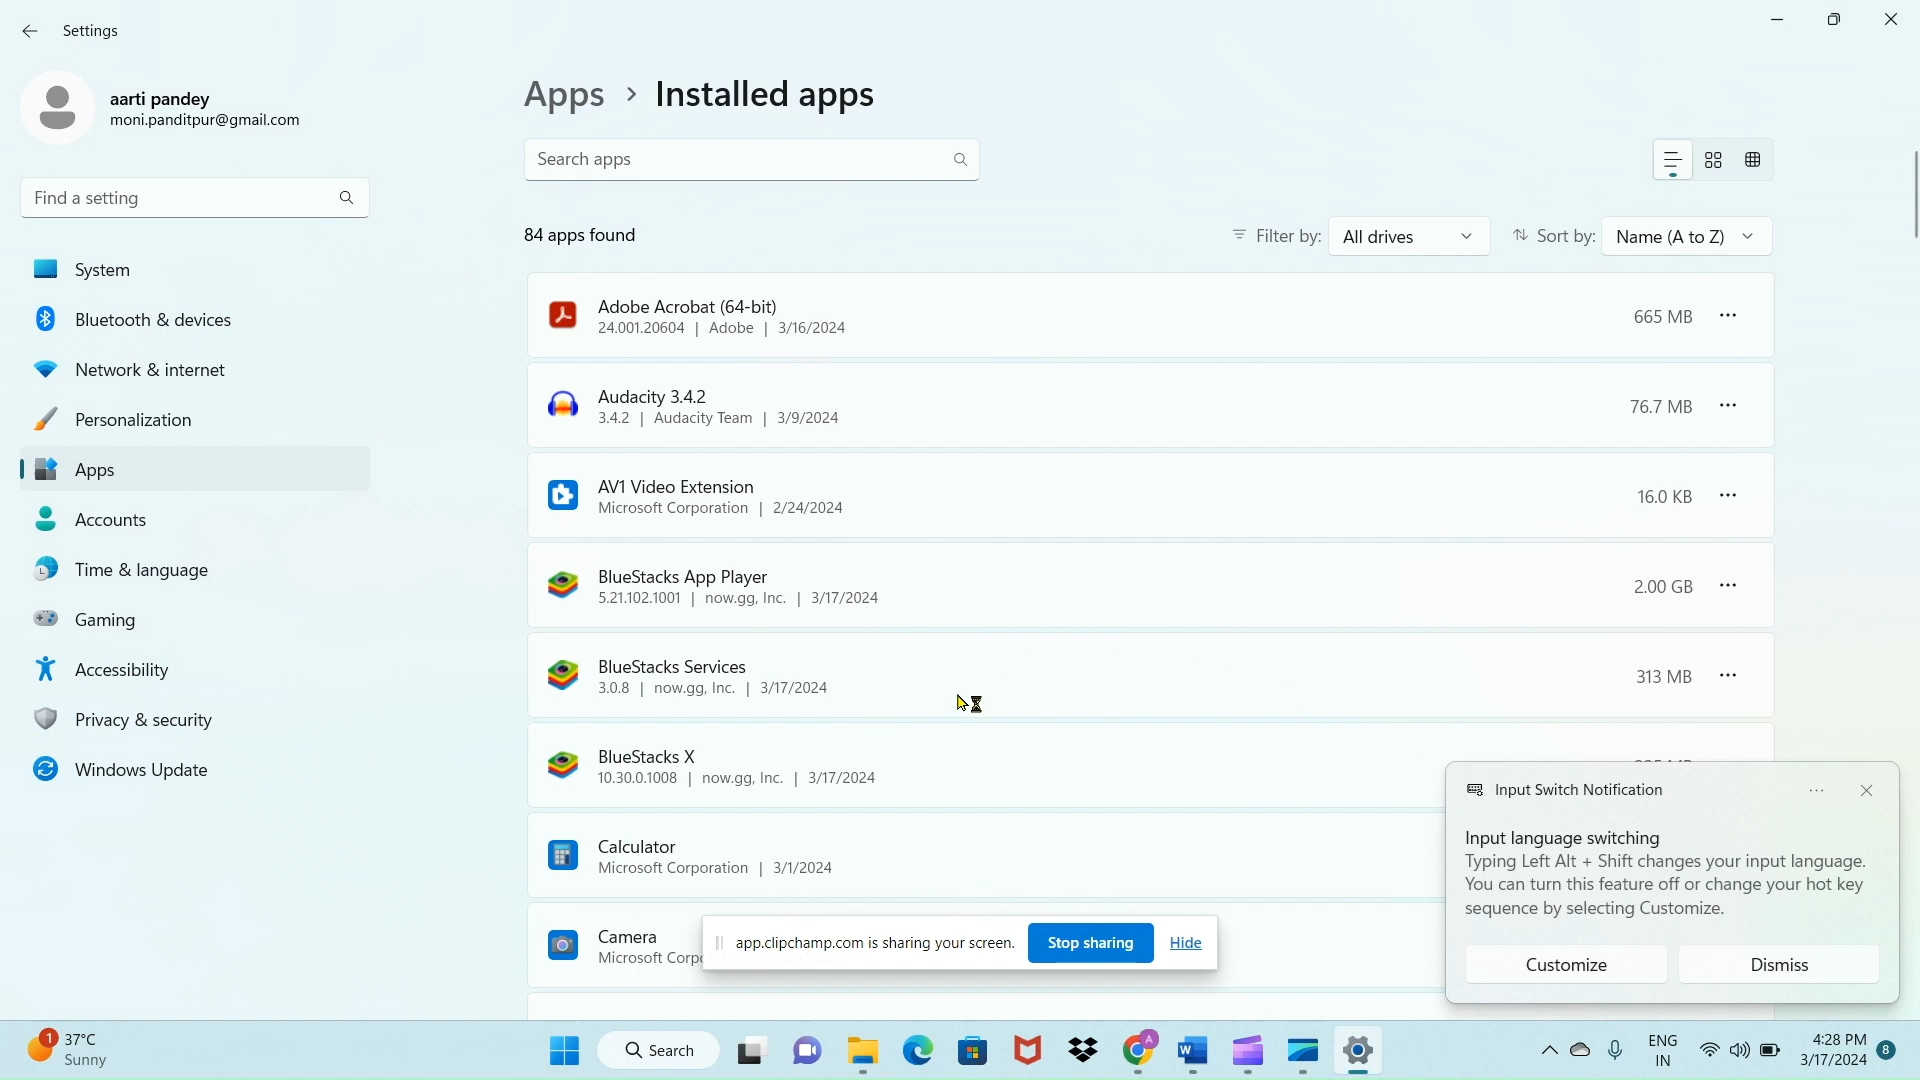 Settings
aarti pandey
moni.panditpur@gmail.com
Find a setting
System
Bluetooth & devices
Network & internet
Personalization
Apps
Accounts
Time & language
Gaming
Accessibility
Privacy & security
Windows Update
Apps > Installed apps
Search apps
84 apps found
Filter by: All drives
Sort by: Name (A to Z)
Adobe Acrobat (64-bit)
24.001.20604 | Adobe | 3/16/2024
665 MB
Audacity 3.4.2
3.4.2 | Audacity Team | 3/9/2024
76.7 MB
AV1 Video Extension
Microsoft Corporation | 2/24/2024
16.0 KB
BlueStacks App Player
5.21.102.1001 | now.gg, Inc. | 3/17/2024
2.00 GB
BlueStacks Services
3.0.8 | now.gg, Inc. | 3/17/2024
313 MB
BlueStacks X
10.30.0.1008 | now.gg, Inc. | 3/17/2024
Calculator
Microsoft Corporation | 3/1/2024
Camera
Microsoft
app.clipchamp.com is sharing your screen.
Stop sharing
Hide
Input Switch Notification
Input language switching
Typing Left Alt + Shift changes your input language.
You can turn this feature off or change your hot key
sequence by selecting Customize.
Customize
Dismiss
1
37°C
Sunny
Search
A
W
ENG
IN
4:28 PM
3/17/2024
8